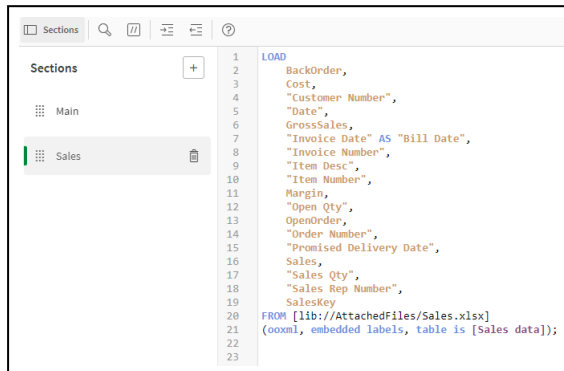 Sections
Sections
+
Main
Sales
1 LOAD
2 BackOrder,
3 Cost,
4 "Customer Number",
5 "Date",
6 GrossSales,
7 "Invoice Date" AS "Bill Date",
8 "Invoice Number",
9 "Item Desc",
10 "Item Number",
11 Margin,
12 "Open Qty",
13 OpenOrder,
14 "Order Number",
15 "Promised Delivery Date",
16 Sales,
17 "Sales Qty",
18 "Sales Rep Number",
19 SalesKey
20 FROM [lib://AttachedFiles/Sales.xlsx]
21 (ooxml, embedded labels, table is [Sales data]);
22
23